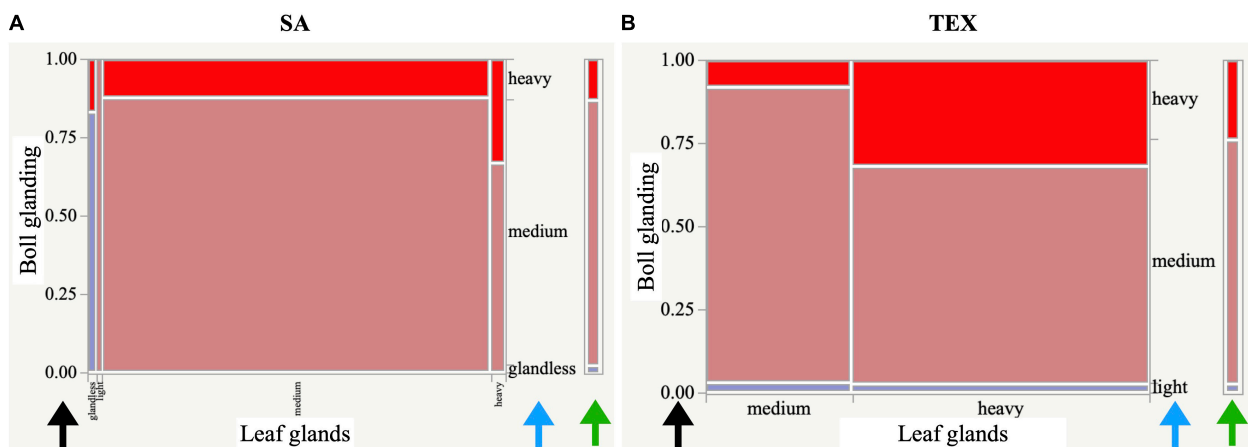 A
SA
1.00
0.75
0.50
0.25
0.00
Boll glanding
heavy
medium
glandless
glandless
light
medium
heavy
Leaf glands
B
TEX
1.00
0.75
0.50
0.25
0.00
Boll glanding
heavy
medium
light
medium
heavy
Leaf glands